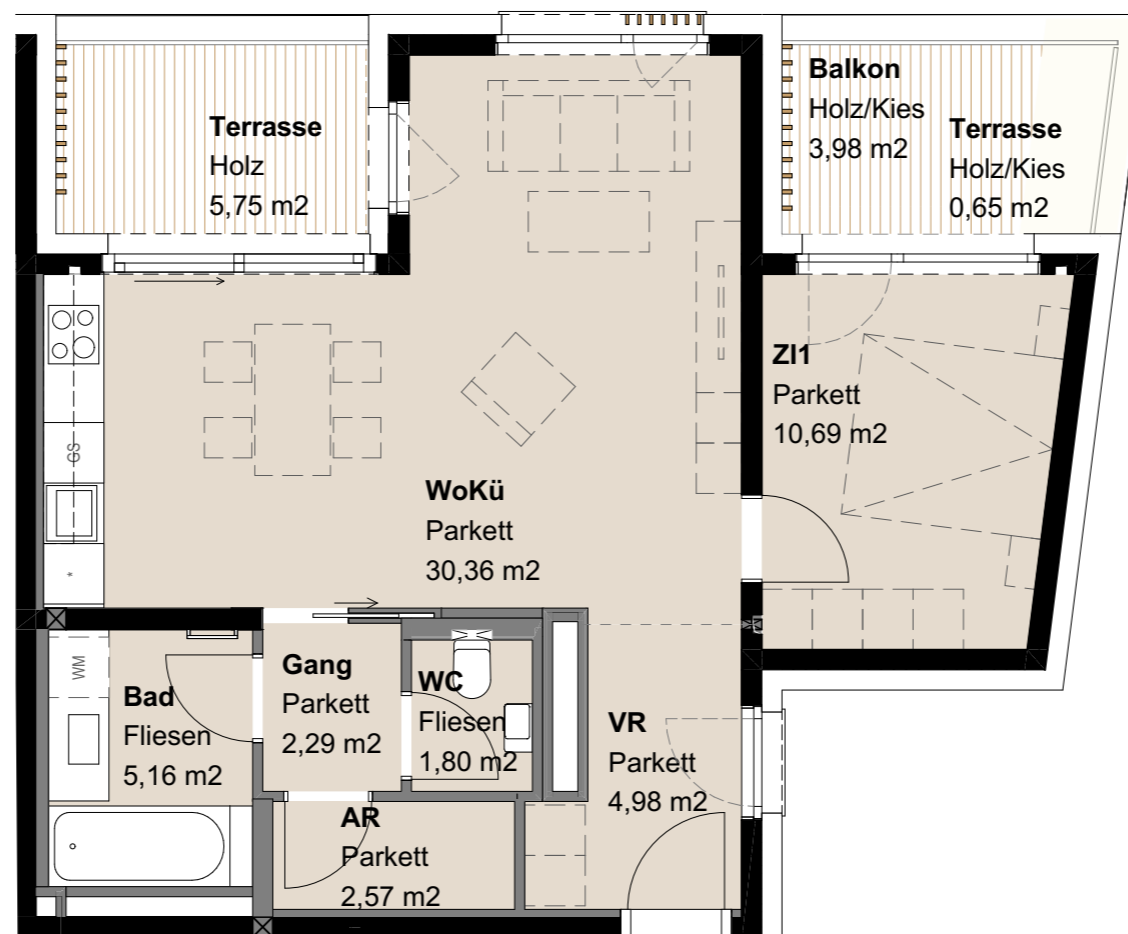 Balkon
Holz/Kies
3,98 m2
Terrasse
Holz
5,75 m2
Terrasse
Holz/Kies
0,65 m2
ZI1
Parkett
10,69 m2
GS
WoKü
Parkett
30,36 m2
*
WM
Bad
Fliesen
5,16 m2
Gang
Parkett
2,29 m2
WC
Fliesen
1,80 m2
VR
Parkett
4,98 m2
AR
Parkett
2,57 m2